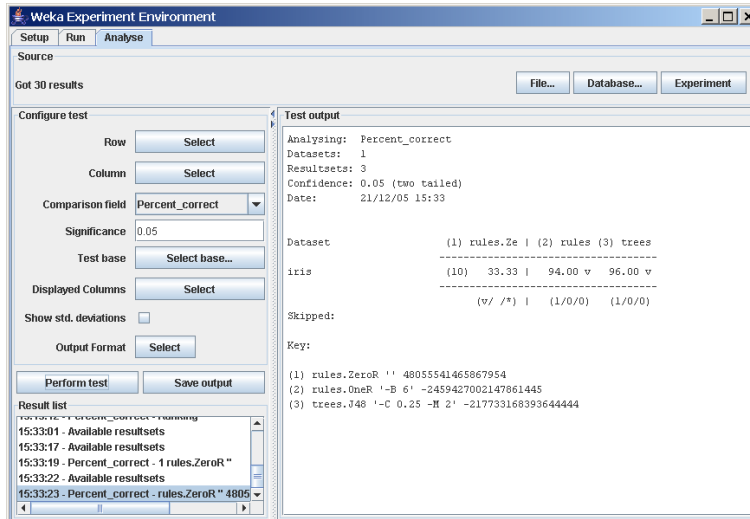 Weka Experiment Environment
Setup Run Analyse
Source
Got 30 results
File... Database... Experiment
Configure test
Row Select
Column Select
Comparison field Percent_correct
Significance 0.05
Test base Select base...
Displayed Columns Select
Show std. deviations
Output Format Select
Perform test Save output
Result list
15:33:01 - Available resultsets
15:33:17 - Available resultsets
15:33:19 - Percent_correct - 1 rules.ZeroR ''
15:33:22 - Available resultsets
15:33:23 - Percent_correct - rules.ZeroR '' 4805
Test output
Analysing: Percent_correct
Datasets: 1
Resultsets: 3
Confidence: 0.05 (two tailed)
Date: 21/12/05 15:33
Dataset (1) rules.Ze | (2) rules (3) trees
--------------------------------------
iris (10) 33.33 | 94.00 v 96.00 v
--------------------------------------
(v/ /*) | (1/0/0) (1/0/0)
Skipped:
Key:
(1) rules.ZeroR '' 48055541465867954
(2) rules.OneR '-B 6' -2459427002147861445
(3) trees.J48 '-C 0.25 -M 2' -217733168393644444